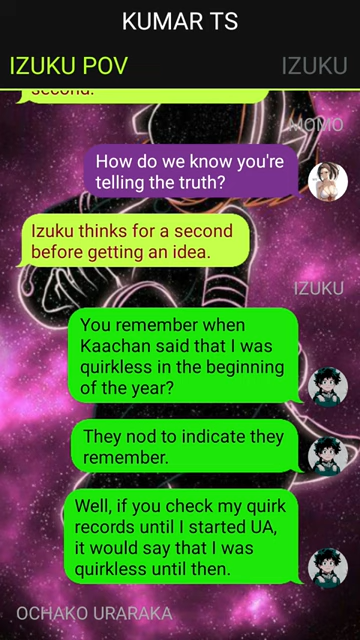 KUMAR TS
IZUKU POV
IZUKU
second.
MOMO
How do we know you're
telling the truth?
Izuku thinks for a second
before getting an idea.
IZUKU
You remember when
Kaachan said that I was
quirkless in the beginning
of the year?
They nod to indicate they
remember.
Well, if you check my quirk
records until I started UA,
it would say that I was
quirkless until then.
OCHAKO URARAKA